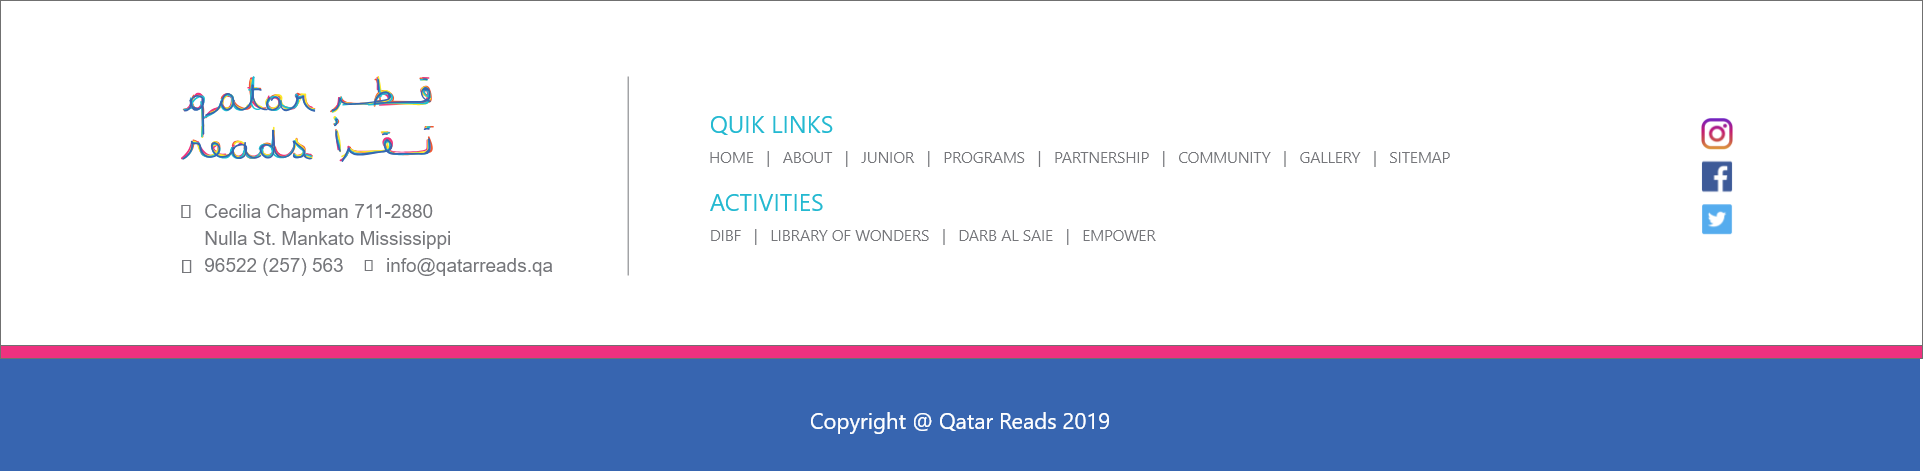 qatar قطر
reads تقرأ
Cecilia Chapman 711-2880
Nulla St. Mankato Mississippi
96522 (257) 563 info@qatarreads.qa
QUIK LINKS
HOME | ABOUT | JUNIOR | PROGRAMS | PARTNERSHIP | COMMUNITY | GALLERY | SITEMAP
ACTIVITIES
DIBF | LIBRARY OF WONDERS | DARB AL SAIE | EMPOWER
Copyright @ Qatar Reads 2019